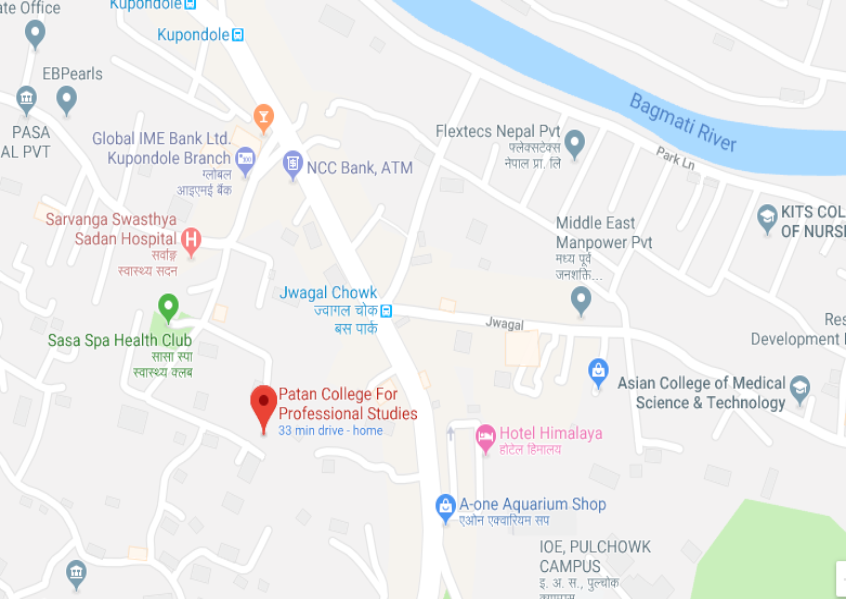 ate Office
Kupondole
Kupondole
EBPearls
PASA
AL PVT
Global IME Bank Ltd.
Kupondole Branch
ग्लोबल
आइएमई बैंक
NCC Bank, ATM
Flextecs Nepal Pvt
फ्लेक्सटेक्स
नेपाल प्रा. लि
Bagmati River
Park Ln
KITS COL
OF NURSI
Sarvanga Swasthya
Sadan Hospital
सर्वाङ्ग
स्वास्थ्य सदन
Middle East
Manpower Pvt
मध्य पूर्व
जनशक्ति...
Jwagal Chowk
ज्वागल चोक
बस पार्क
Jwagal
Sasa Spa Health Club
सासा स्पा
स्वास्थ्य क्लब
Res
Development
Patan College For
Professional Studies
33 min drive - home
Asian College of Medical
Science & Technology
Hotel Himalaya
होटेल हिमालय
A-one Aquarium Shop
एओन एक्वारियन सप
IOE, PULCHOWK
CAMPUS
इ. अ. स., पुल्चोक